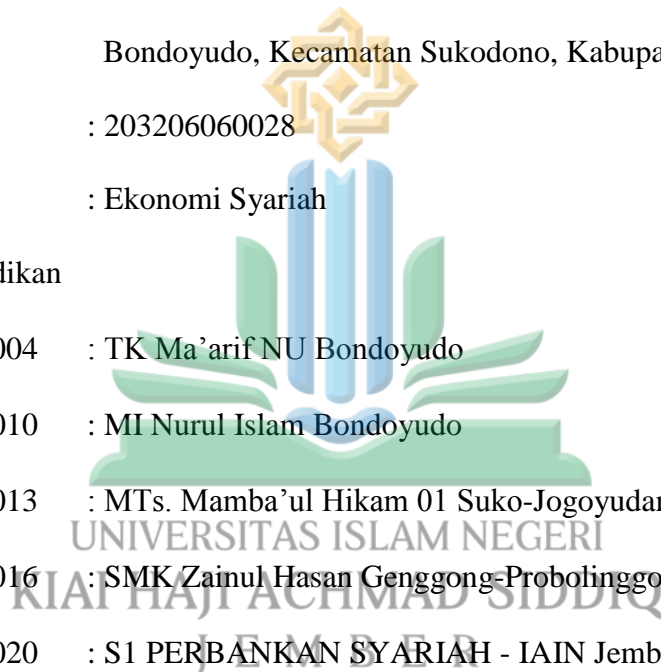 Bondoyudo, Kecamatan Sukodono, Kabupa
: 203206060028
: Ekonomi Syariah
dikan
004 : TK Ma’arif NU Bondoyudo
010 : MI Nurul Islam Bondoyudo
013 : MTs. Mamba’ul Hikam 01 Suko-Jogoyudan
UNIVERSITAS ISLAM NEGERI
016 : SMK Zainul Hasan Genggong-Probolinggo
KIAI HAJI ACHMAD SIDDIQ
020 : S1 PERBANKAN SYARIAH - IAIN Jemb
J E M B E R